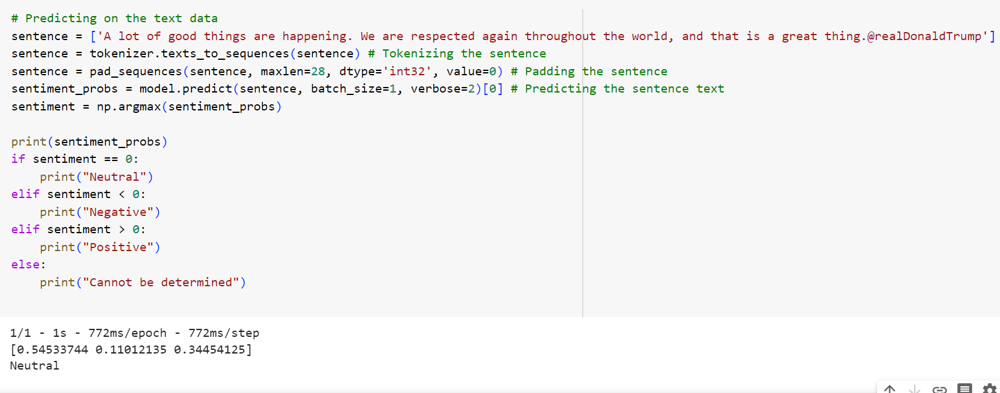 # Predicting on the text data
sentence = ['A lot of good things are happening. We are respected again throughout the world, and that is a great thing.@realDonaldTrump']
sentence = tokenizer.texts_to_sequences(sentence) # Tokenizing the sentence
sentence = pad_sequences(sentence, maxlen=28, dtype='int32', value=0) # Padding the sentence
sentiment_probs = model.predict(sentence, batch_size=1, verbose=2)[0] # Predicting the sentence text
sentiment = np.argmax(sentiment_probs)

print(sentiment_probs)
if sentiment == 0:
    print("Neutral")
elif sentiment < 0:
    print("Negative")
elif sentiment > 0:
    print("Positive")
else:
    print("Cannot be determined")

1/1 - 1s - 772ms/epoch - 772ms/step
[0.54533744 0.11012135 0.34454125]
Neutral